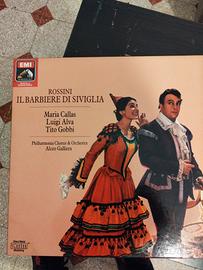 EMI
ROSSINI
IL BARBIERE DI SIVIGLIA
Maria Callas
Luigi Alva
Tito Gobbi
Philharmonia Chorus & Orchestra
Alceo Galliera